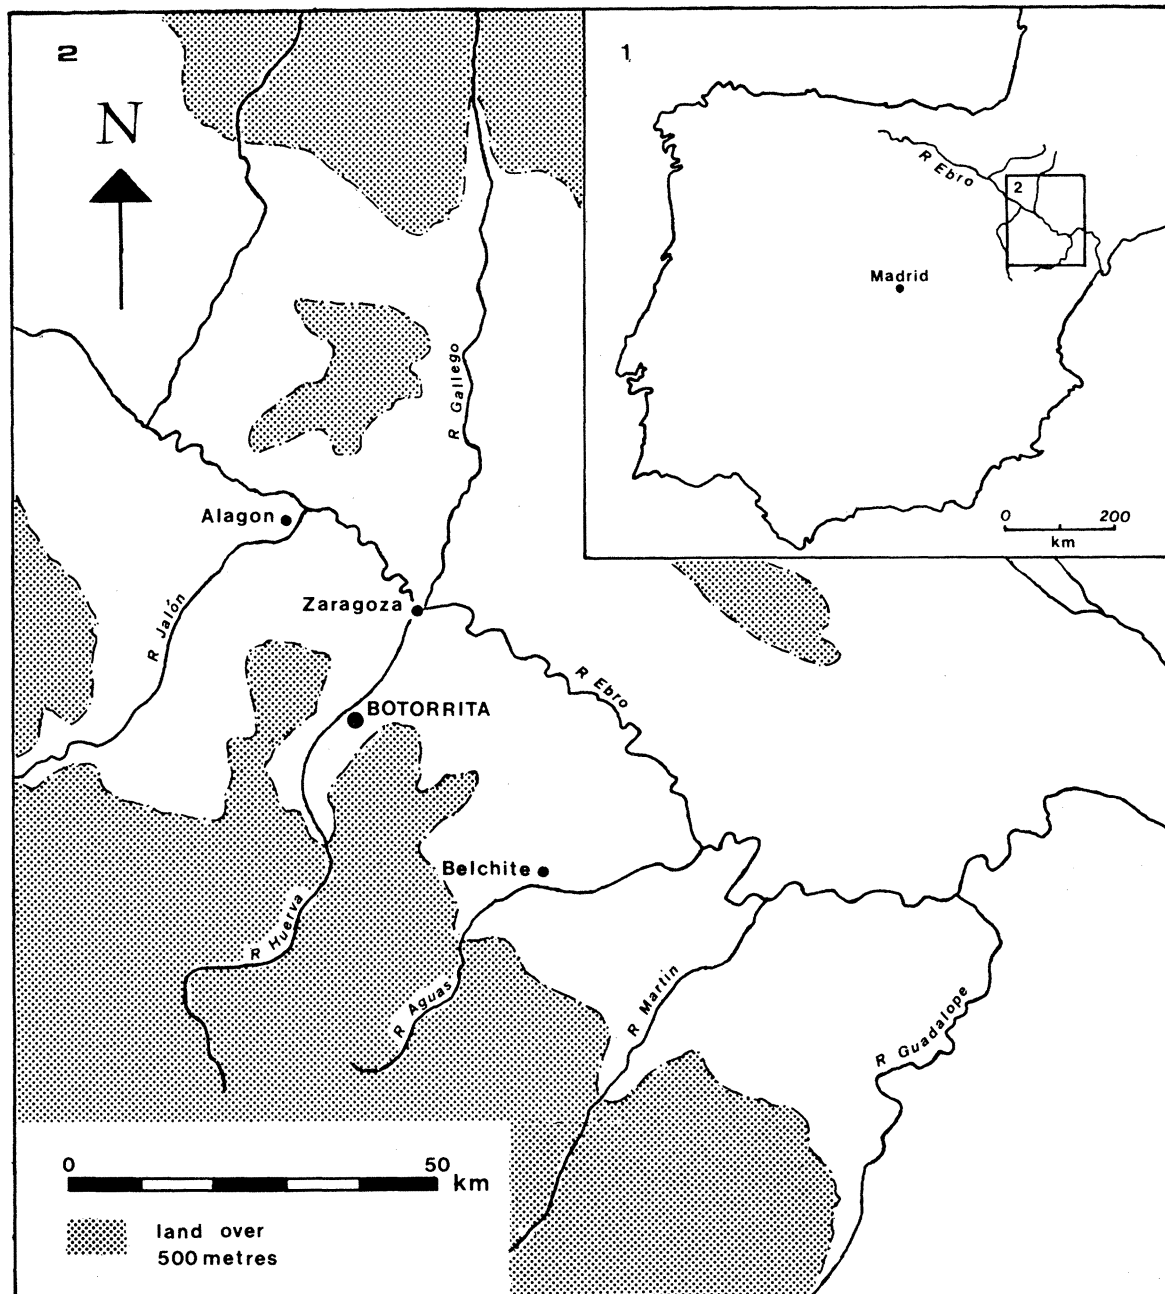 2
N
1
R Ebro
2
Madrid
0 200
km
R Gallego
Alagon
Zaragoza
R Jalón
R Ebro
BOTORRITA
Belchite
R Huerva
R Aguas
R Martin
R Guadalope
0 50
km
land over
500 metres